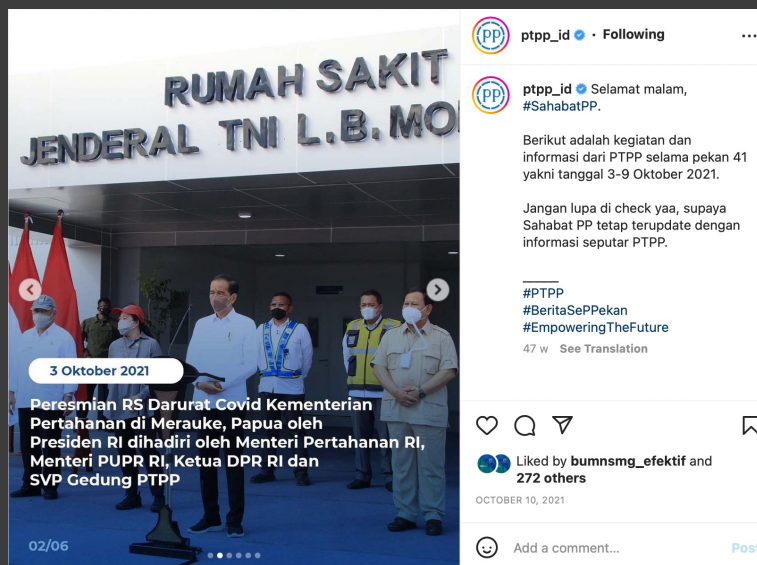 RUMAH SAKIT
JENDERAL TNI L.B. MO
3 Oktober 2021
Peresmian RS Darurat Covid Kementerian
Pertahanan di Merauke, Papua oleh
Presiden RI dihadiri oleh Menteri Pertahanan RI,
Menteri PUPR RI, Ketua DPR RI dan
SVP Gedung PTPP
02/06
ptpp_id • Following
ptpp_id Selamat malam,
#SahabatPP.
Berikut adalah kegiatan dan
informasi dari PTPP selama pekan 41
yakni tanggal 3-9 Oktober 2021.
Jangan lupa di check yaa, supaya
Sahabat PP tetap terupdate dengan
informasi seputar PTPP.
#PTPP
#BeritaSePPekan
#EmpoweringTheFuture
47 w See Translation
Liked by bumnsmg_efektif and
272 others
OCTOBER 10, 2021
Add a comment... Post